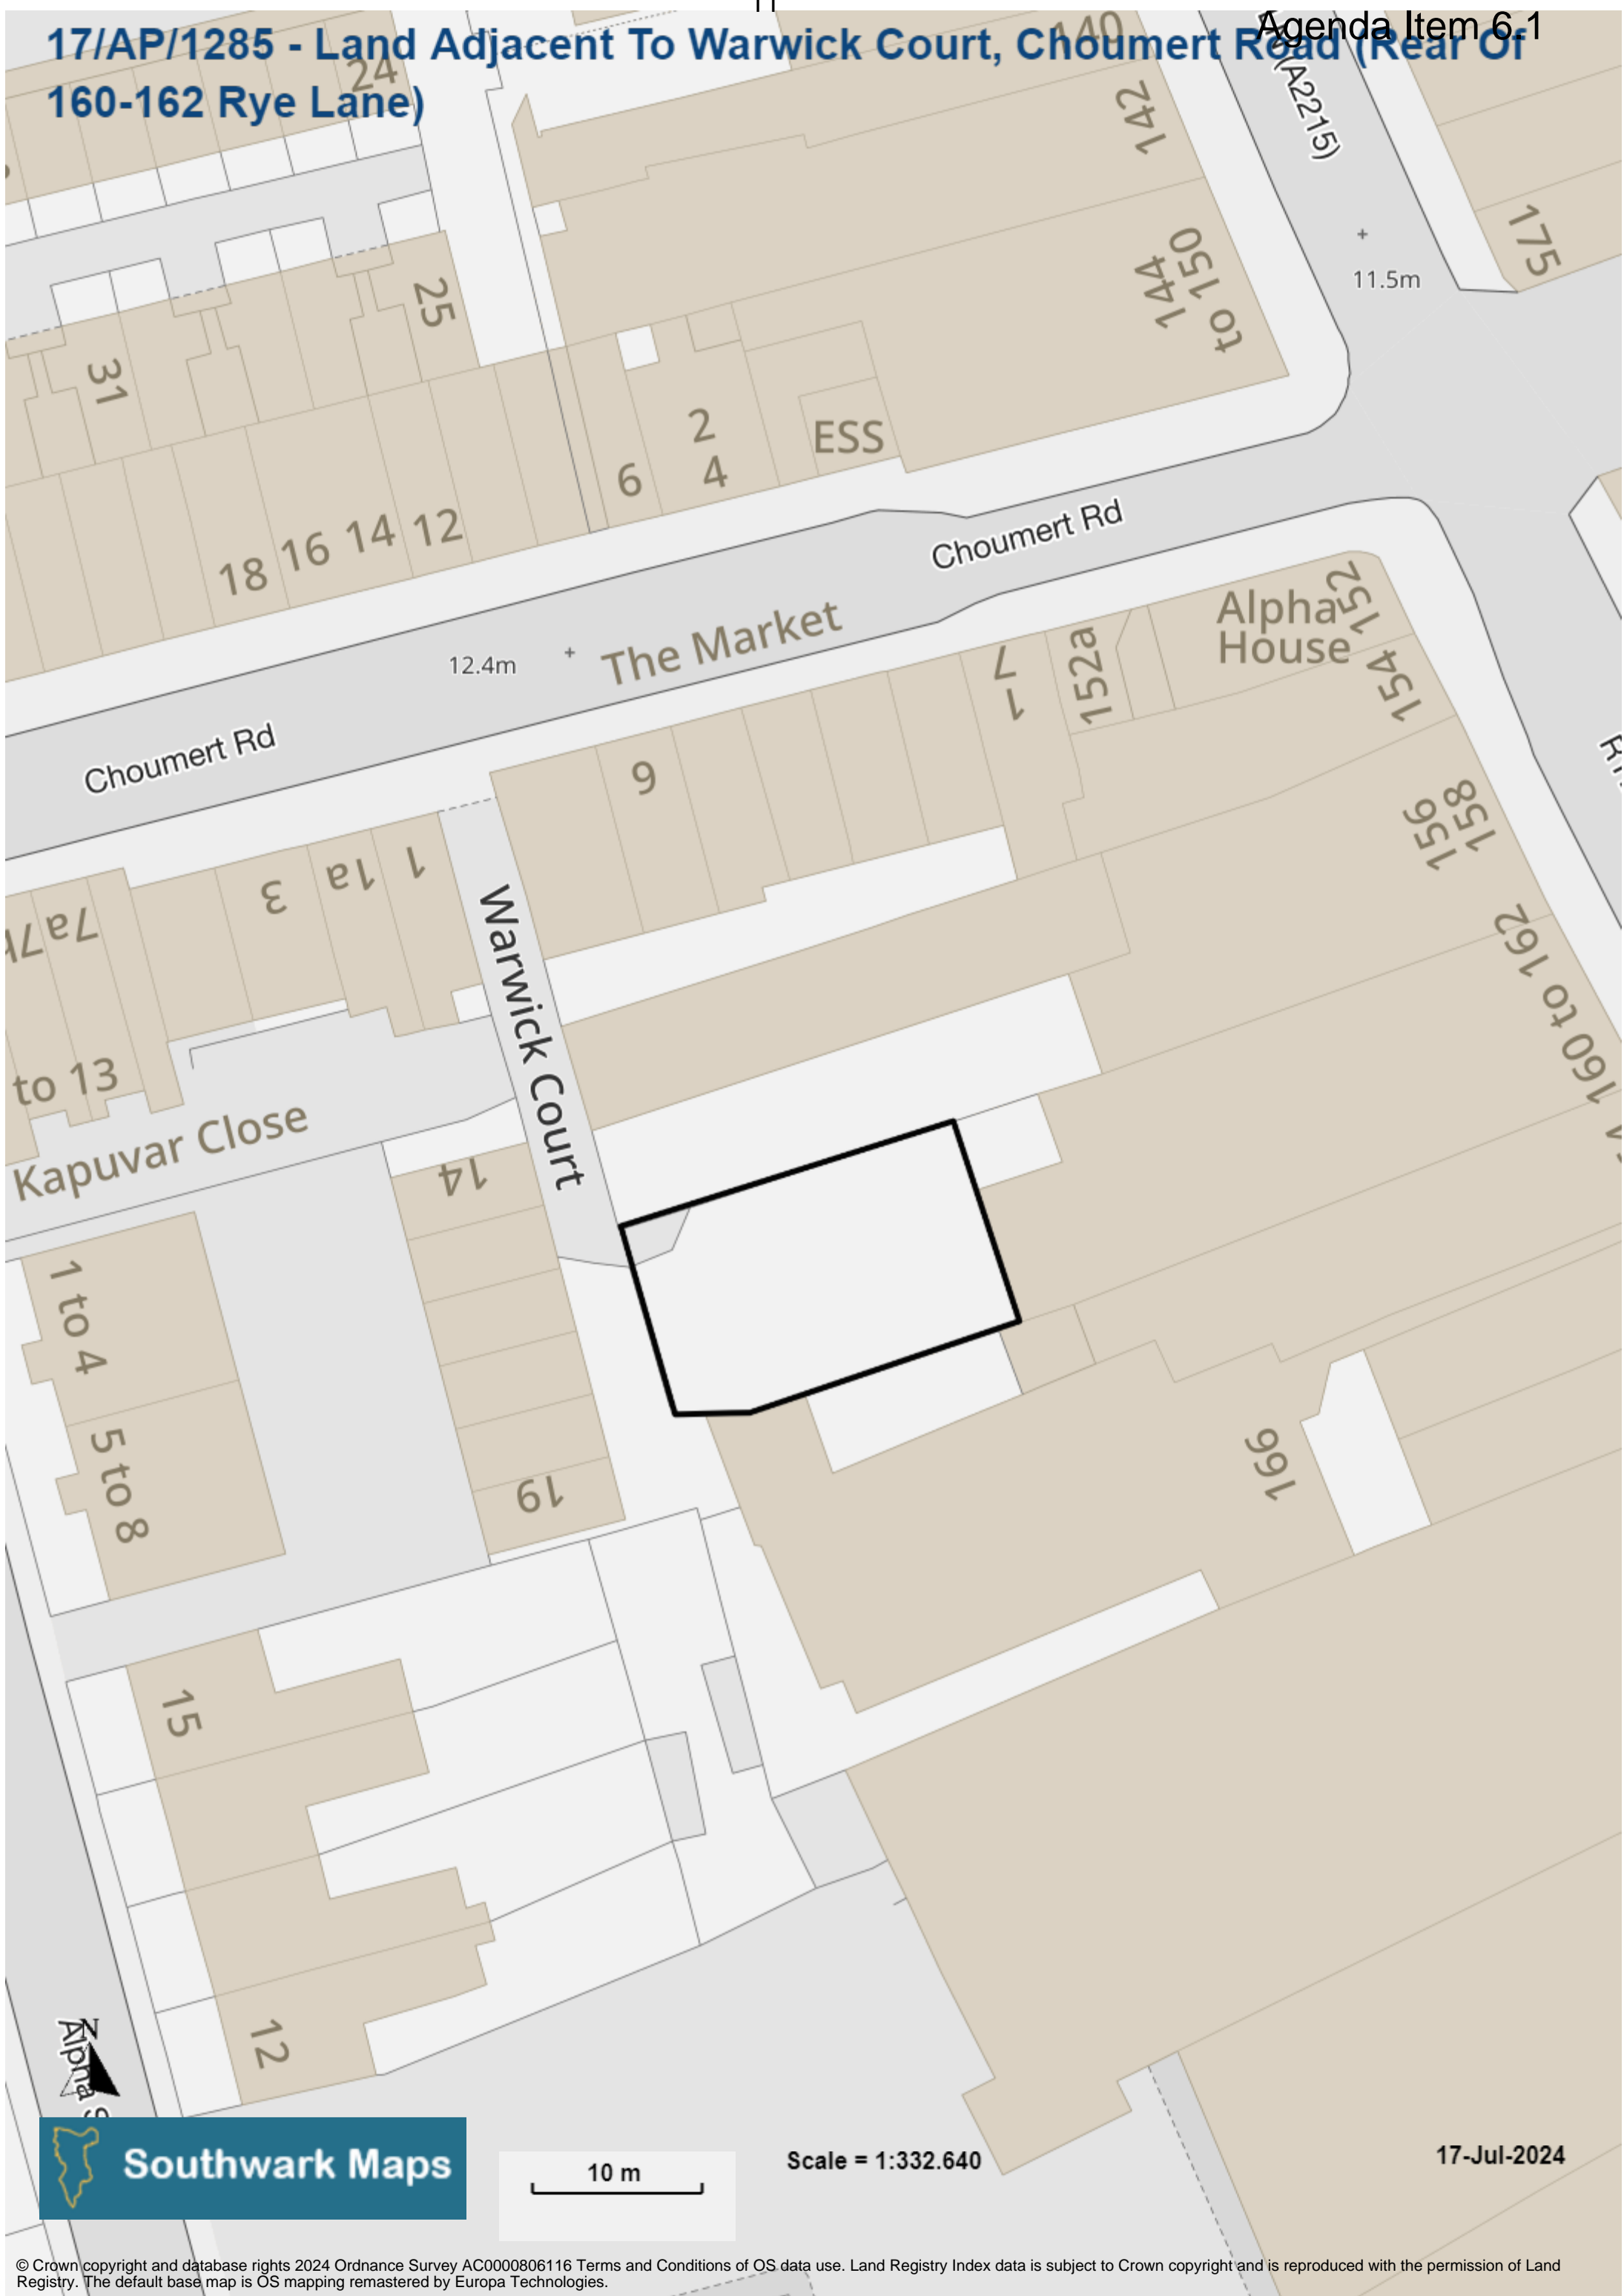 Agenda Item 6.1
17/AP/1285 - Land Adjacent To Warwick Court, Choumert Road (Rear Of
160-162 Rye Lane)
24
140
(A2215)
142
175
11.5m
144
to
150
25
31
2
4
6
ESS
18 16 14 12
Choumert Rd
The Market
12.4m
Alpha
House
152
154
152a
7
1
Choumert Rd
9
158
156
3
1a
1
7a
Warwick Court
160 to 162
to 13
Kapuvar Close
14
1 to 4
5 to 8
19
166
15
12
N
Southwark Maps
10 m
Scale = 1:332.640
17-Jul-2024
© Crown copyright and database rights 2024 Ordnance Survey AC0000806116 Terms and Conditions of OS data use. Land Registry Index data is subject to Crown copyright and is reproduced with the permission of Land
Registry. The default base map is OS mapping remastered by Europa Technologies.